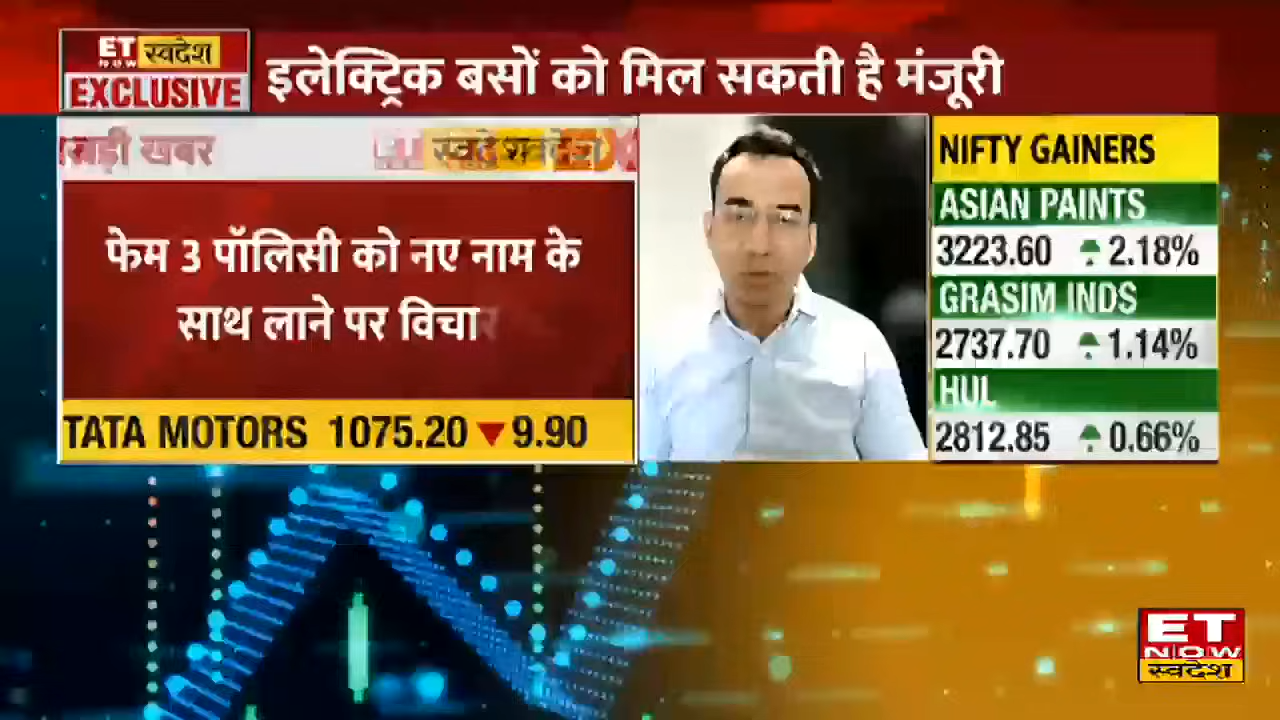 ET NOW स्वदेश
EXCLUSIVE
इलेक्ट्रिक बसों को मिल सकती है मंजूरी
बड़ी खबर
फेम 3 पॉलिसी को नए नाम के
साथ लाने पर विचार
TATA MOTORS 1075.20 ▼ 9.90
NIFTY GAINERS
ASIAN PAINTS
3223.60 2.18%
GRASIM INDS
2737.70 1.14%
HUL
2812.85 0.66%
ET
NOW
स्वदेश